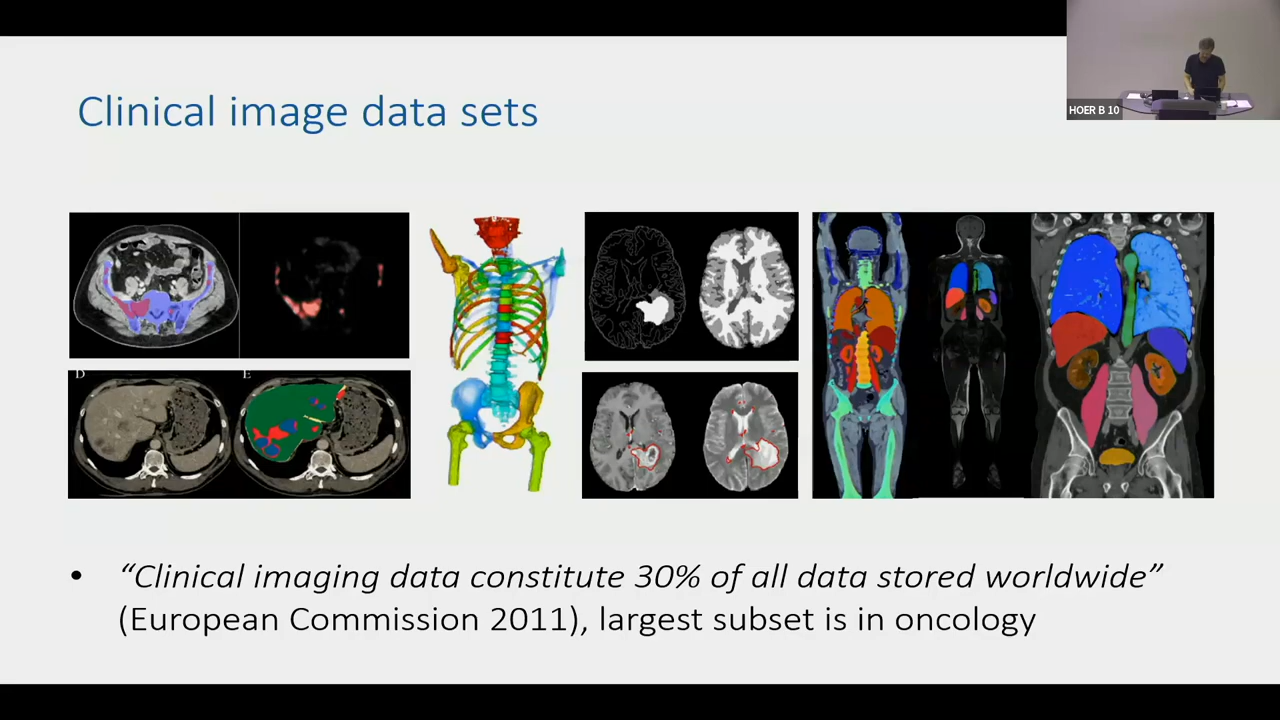 Clinical image data sets
HOER B 10
D
E
• “Clinical imaging data constitute 30% of all data stored worldwide”
(European Commission 2011), largest subset is in oncology